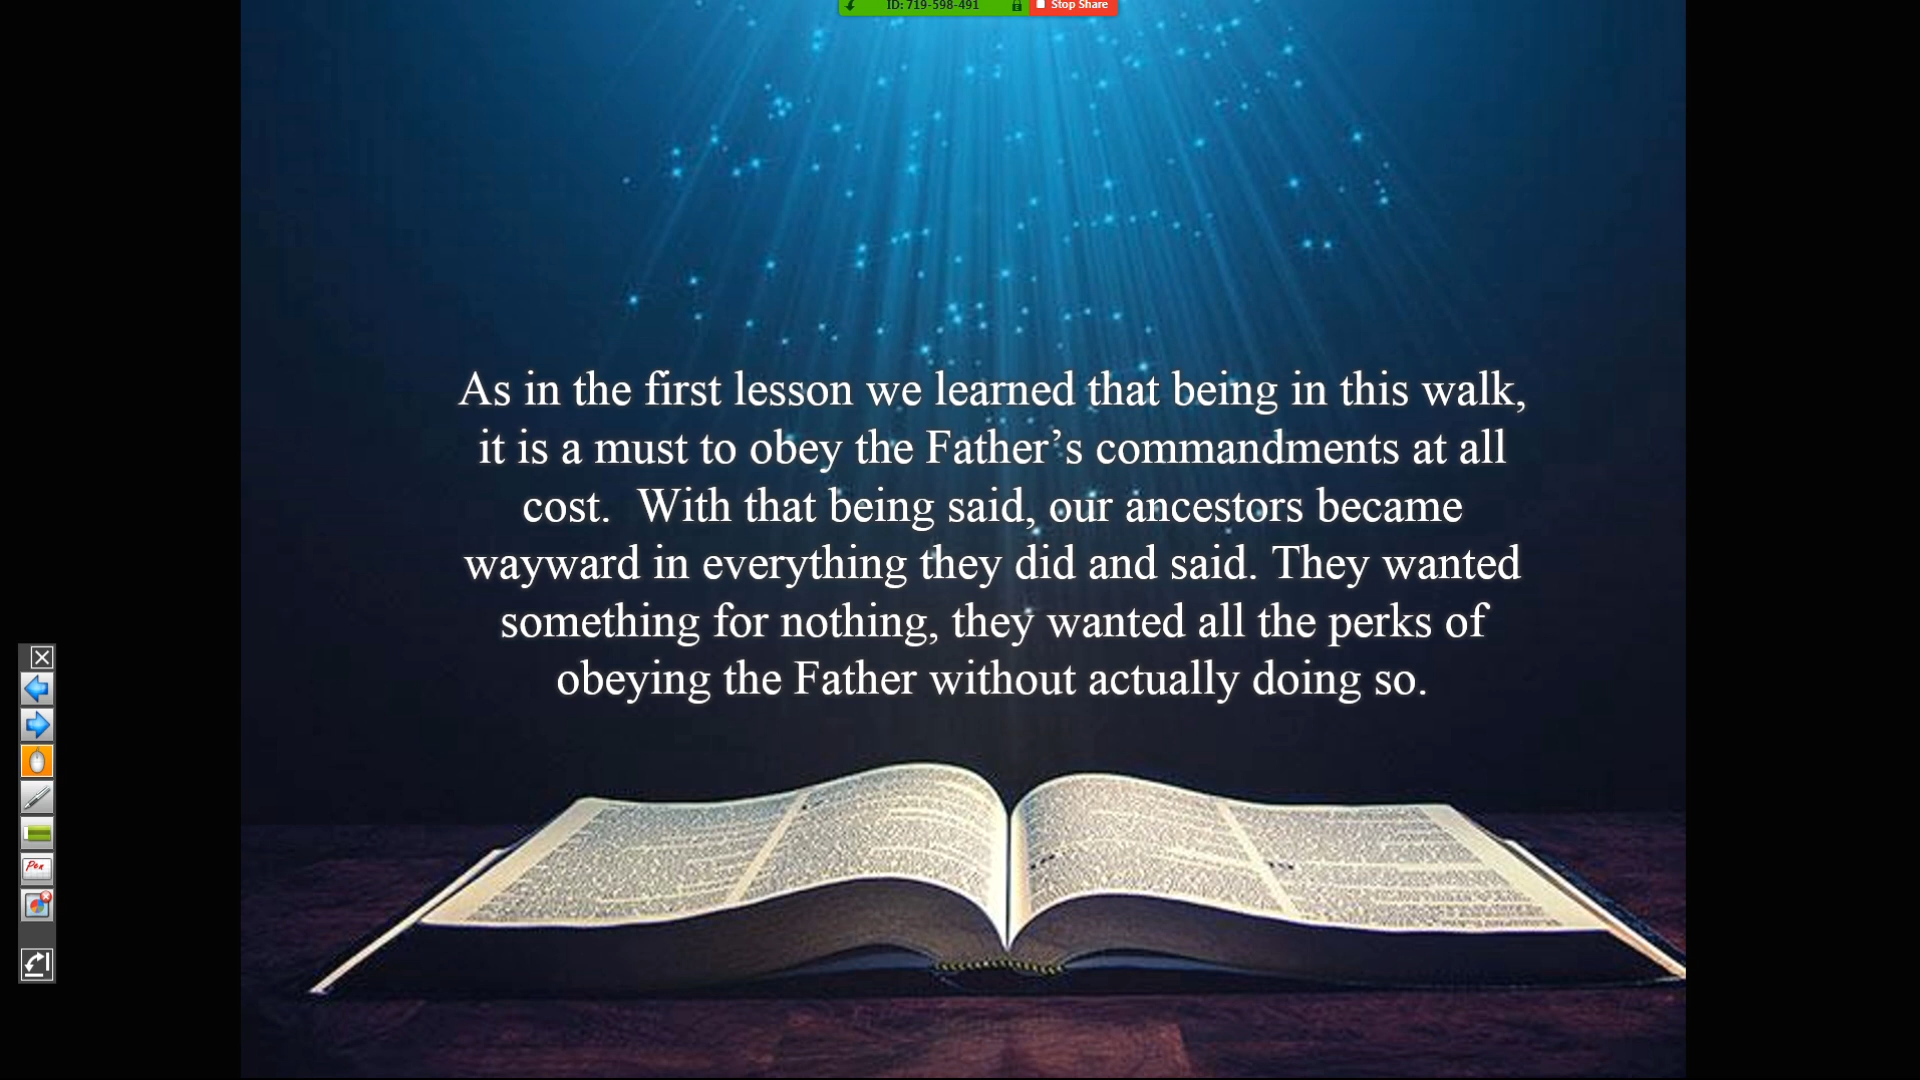 ID: 719-598-491 Stop Share
As in the first lesson we learned that being in this walk,
it is a must to obey the Father’s commandments at all
cost.  With that being said, our ancestors became
wayward in everything they did and said. They wanted
something for nothing, they wanted all the perks of
obeying the Father without actually doing so.
Pen